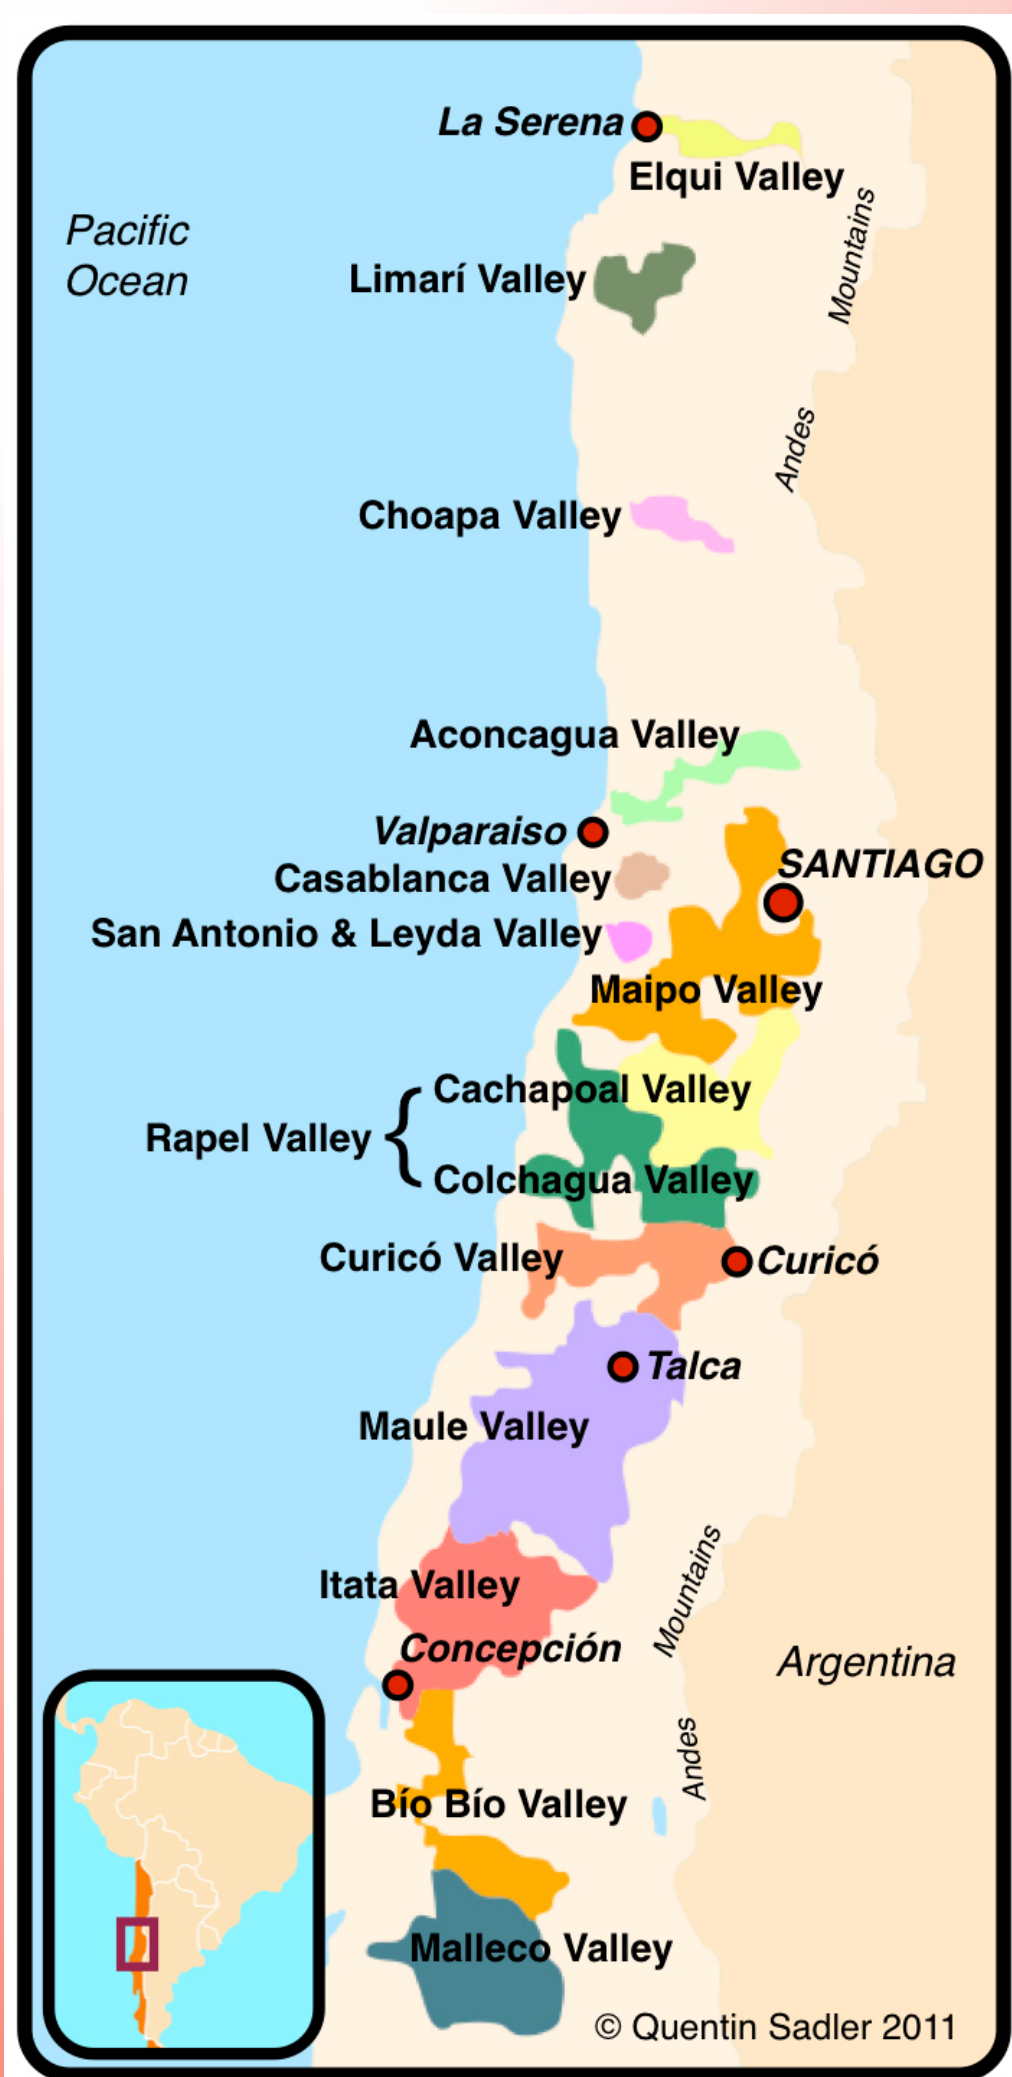 La Serena
Elqui Valley
Pacific
Ocean
Mountains
Limarí Valley
Andes
Choapa Valley
Aconcagua Valley
Valparaiso
SANTIAGO
Casablanca Valley
San Antonio & Leyda Valley
Maipo Valley
Cachapoal Valley
Rapel Valley {
Colchagua Valley
Curicó Valley
Curicó
Talca
Maule Valley
Itata Valley
Mountains
Concepción
Argentina
Andes
Bío Bío Valley
Malleco Valley
© Quentin Sadler 2011